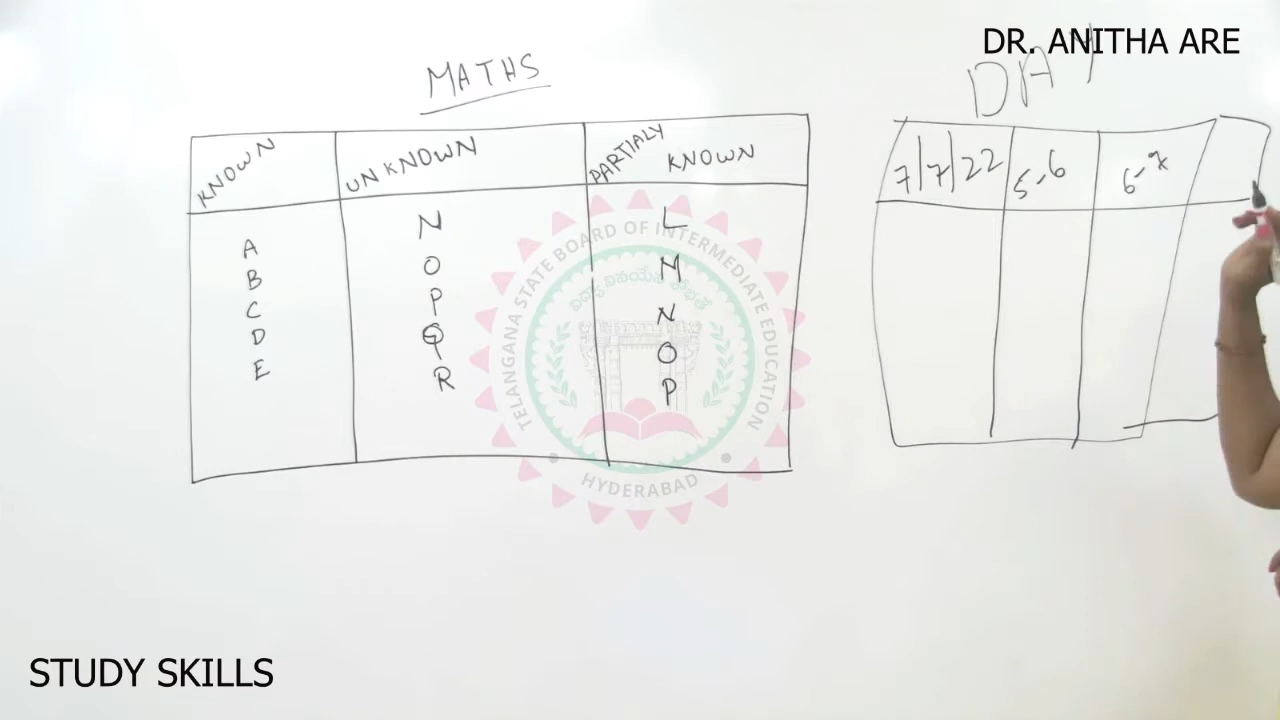 DR. ANITHA ARE
MATHS
DAY
KNOWN
UNKNOWN
PARTIALY KNOWN
7/7/22
5-6
6-7
A
B
C
D
E
N
O
P
Q
R
L
M
N
O
P
TELANGANA STATE BOARD OF INTERMEDIATE EDUCATION
HYDERABAD
STUDY SKILLS